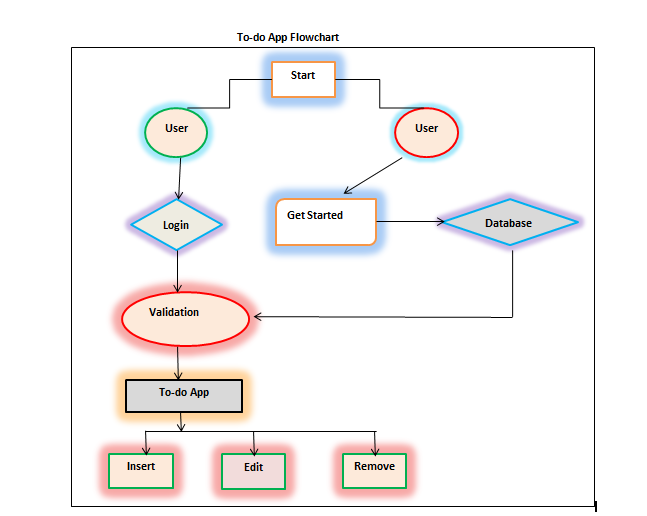 To-do App Flowchart
Start
User
User
Get Started
Login
Database
Validation
To-do App
Insert
Edit
Remove